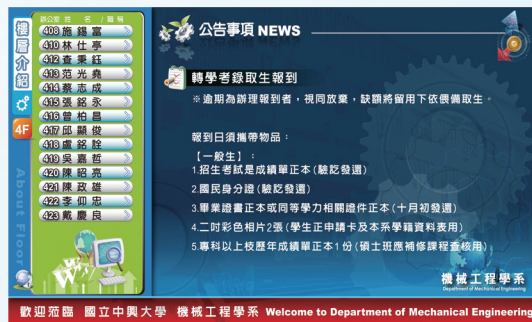 樓層介紹
4F
About Floor
辦公室 姓 名 / 職 稱
408 施 錫 富
410 林 仕 亭
412 查 秉 鈺
413 范 光 堯
414 蔡 志 成
415 張 銘 永
416 曾 柏 昌
417 邱 顯 俊
418 盧 銘 詮
419 吳 嘉 哲
420 陳 昭 亮
421 陳 政 雄
422 李 仰 忠
423 戴 慶 良
公告事項 NEWS
轉學考錄取生報到
※逾期為辦理報到者，視同放棄，缺額將留用下依偎備取生。
報到日須攜帶物品：
【一般生】：
1.招生考試是成績單正本(驗訖發還)
2.國民身分證(驗訖發還)
3.畢業證書正本或同等學力相關證件正本(十月初發還)
4.二吋彩色相片2張(學生正申請卡及本系學籍資料表用)
5.專科以上枝歷年成績單正本1份(碩士班應補修課程查核用)
機械工程學系
Department of Mechanical Engineering
歡迎蒞臨 國立中興大學 機械工程學系 Welcome to Department of Mechanical Engineerin